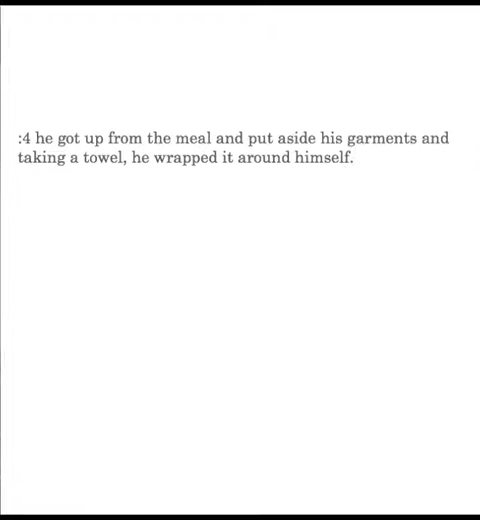 :4 he got up from the meal and put aside his garments and
taking a towel, he wrapped it around himself.